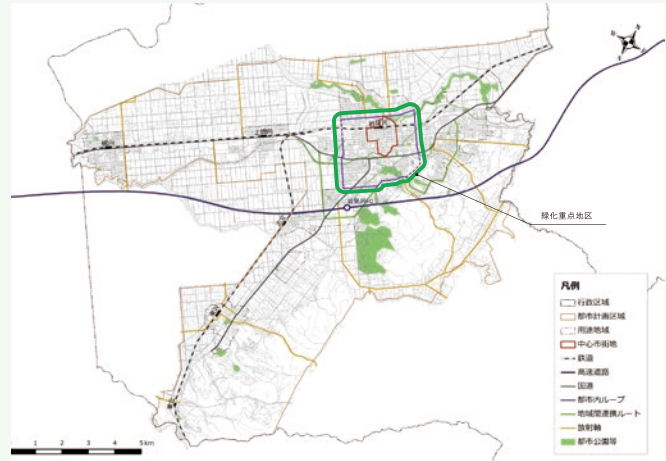 緑化重点地区
凡例
行政区域
都市計画区域
用途地域
中心市街地
鉄道
高速道路
国道
都市内ループ
地域間連携ルート
放射軸
都市公園等
0 1 2 3 4 5km